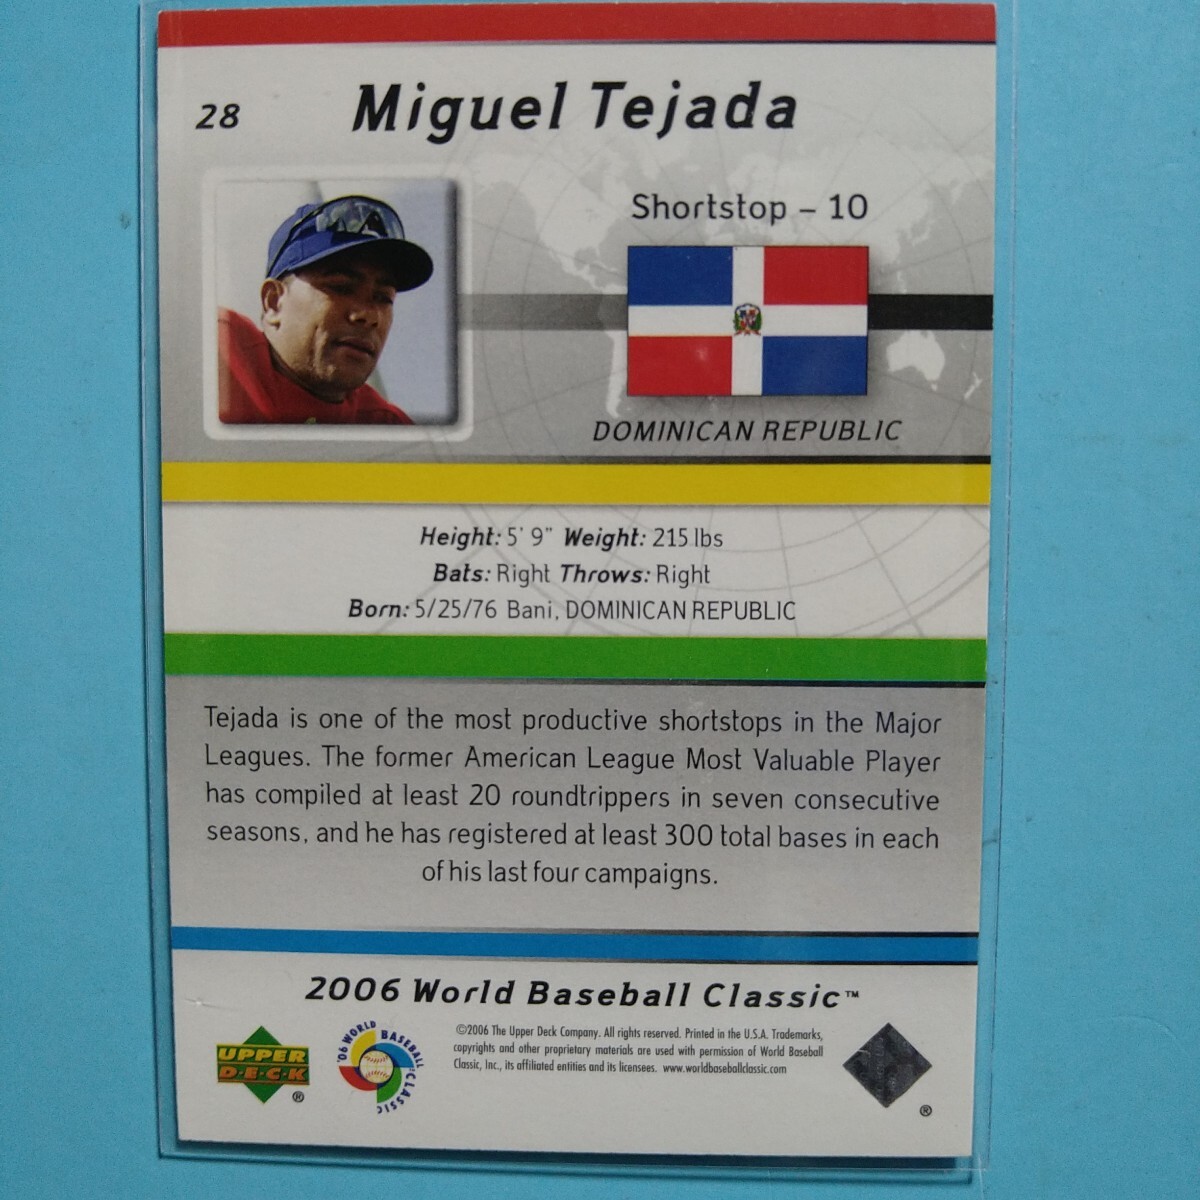 28
Miguel Tejada
Shortstop – 10
DOMINICAN REPUBLIC
Height: 5' 9" Weight: 215 lbs
Bats: Right Throws: Right
Born: 5/25/76 Bani, DOMINICAN REPUBLIC
Tejada is one of the most productive shortstops in the Major
Leagues. The former American League Most Valuable Player
has compiled at least 20 roundtrippers in seven consecutive
seasons, and he has registered at least 300 total bases in each
of his last four campaigns.
2006 World Baseball Classic™
UPPER
D·E·C·K
®
'06 WORLD BASEBALL CLASSIC
©2006 The Upper Deck Company. All rights reserved. Printed in the U.S.A. Trademarks,
copyrights and other proprietary materials are used with permission of World Baseball
Classic, Inc., its affiliated entities and its licensees. www.worldbaseballclassic.com
®